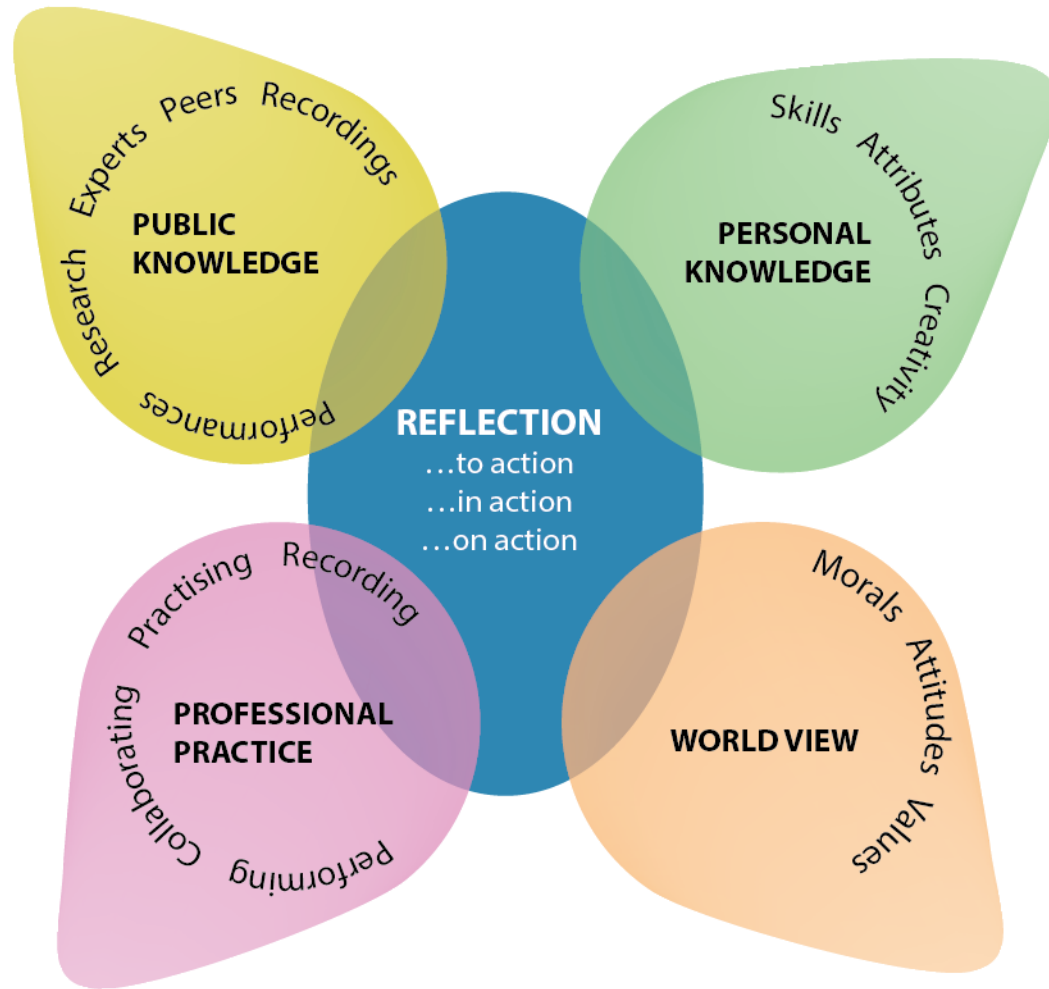 Research Experts Peers Recordings
Performances
PUBLIC
KNOWLEDGE
Skills Attributes Creativity
PERSONAL
KNOWLEDGE
REFLECTION
…to action
…in action
…on action
Collaborating Practising Recording
Performing
PROFESSIONAL
PRACTICE
Morals Attitudes Values
WORLD VIEW